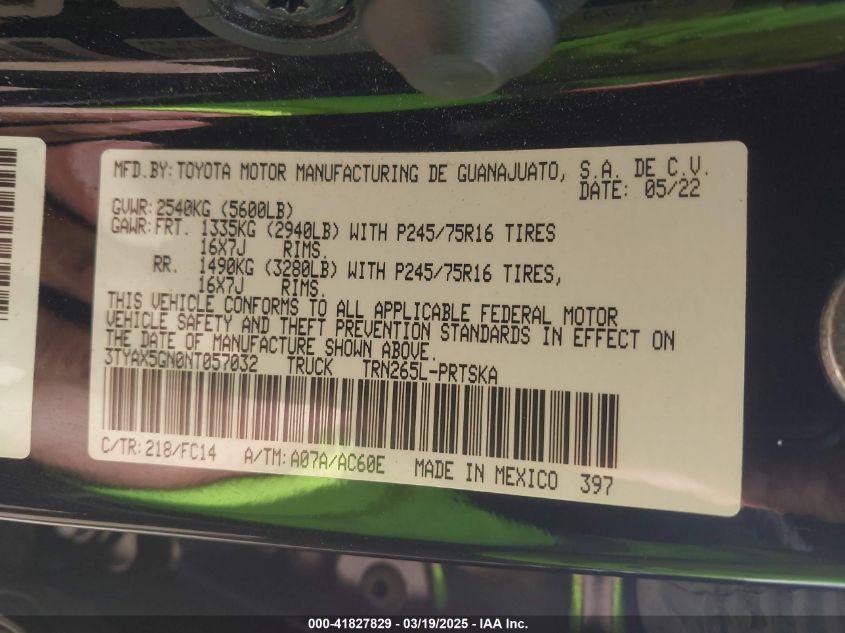 MFD.BY: TOYOTA MOTOR MANUFACTURING DE GUANAJUATO, S.A. DE C.V.
DATE: 05/22
GVWR: 2540KG (5600LB)
GAWR: FRT. 1335KG (2940LB) WITH P245/75R16 TIRES
16X7J RIMS.
RR. 1490KG (3280LB) WITH P245/75R16 TIRES,
16X7J RIMS.
THIS VEHICLE CONFORMS TO ALL APPLICABLE FEDERAL MOTOR
VEHICLE SAFETY AND THEFT PREVENTION STANDARDS IN EFFECT ON
THE DATE OF MANUFACTURE SHOWN ABOVE.
3TYAX5GN0NT057032 TRUCK TRN265L-PRTSKA
C/TR: 218/FC14 A/TM: A07A/AC60E MADE IN MEXICO 397
000-41827829 — 03/19/2025 — IAA Inc.